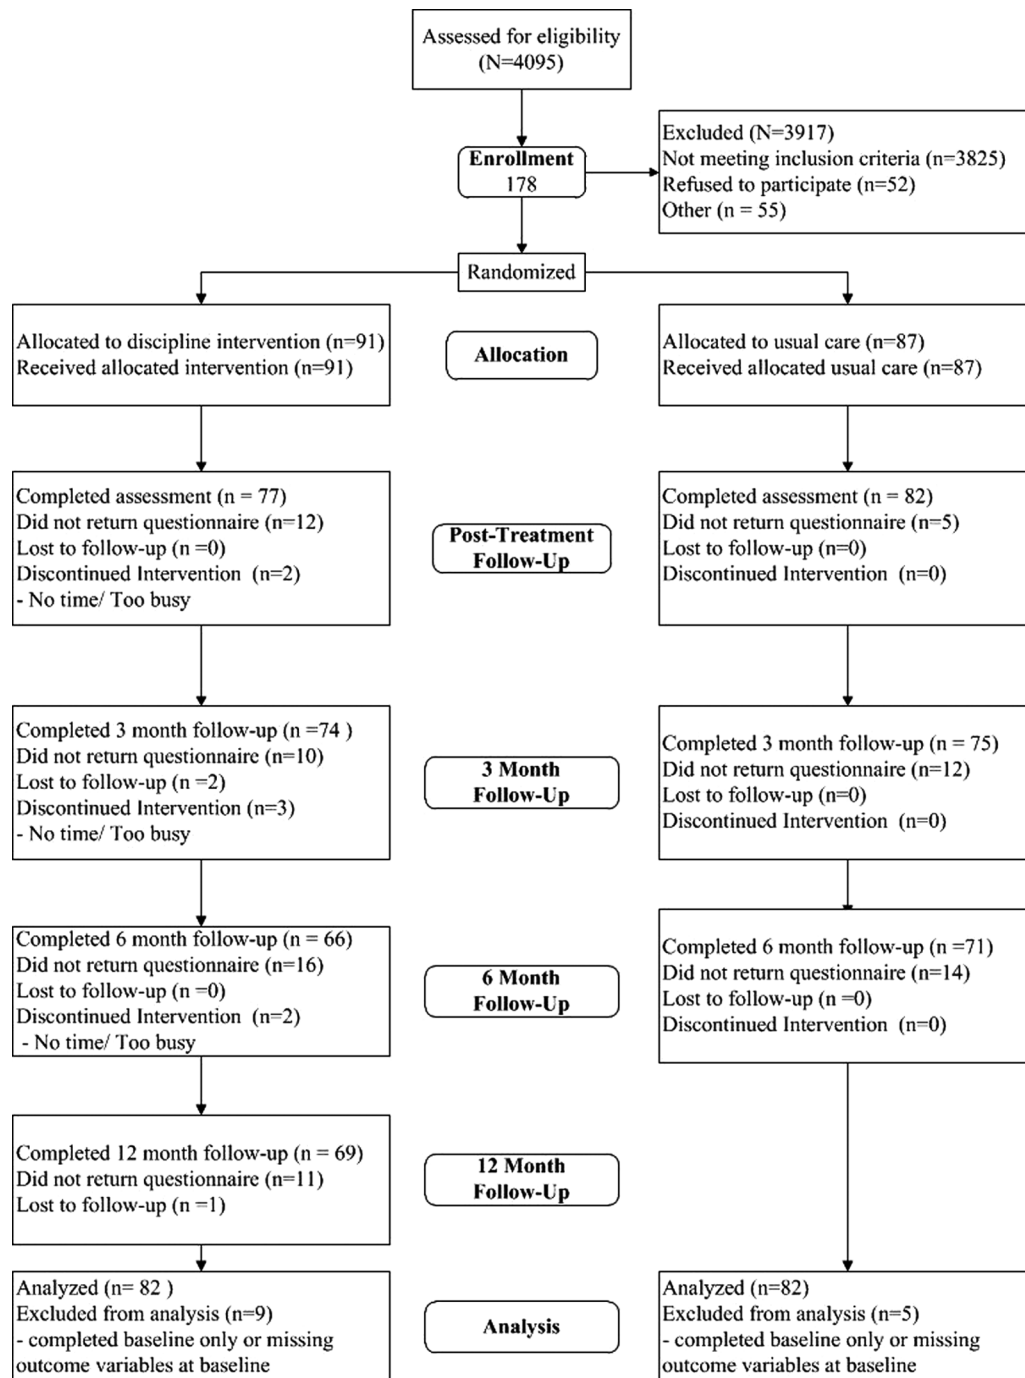 Assessed for eligibility
(N=4095)
Enrollment
178
Excluded (N=3917)
Not meeting inclusion criteria (n=3825)
Refused to participate (n=52)
Other (n = 55)
Randomized
Allocated to discipline intervention (n=91)
Received allocated intervention (n=91)
Allocation
Allocated to usual care (n=87)
Received allocated usual care (n=87)
Completed assessment (n = 77)
Did not return questionnaire (n=12)
Lost to follow-up (n =0)
Discontinued Intervention (n=2)
- No time/ Too busy
Post-Treatment
Follow-Up
Completed assessment (n = 82)
Did not return questionnaire (n=5)
Lost to follow-up (n=0)
Discontinued Intervention (n=0)
Completed 3 month follow-up (n =74 )
Did not return questionnaire (n=10)
Lost to follow-up (n =2)
Discontinued Intervention (n=3)
- No time/ Too busy
3 Month
Follow-Up
Completed 3 month follow-up (n = 75)
Did not return questionnaire (n=12)
Lost to follow-up (n=0)
Discontinued Intervention (n=0)
Completed 6 month follow-up (n = 66)
Did not return questionnaire (n=16)
Lost to follow-up (n =0)
Discontinued Intervention (n=2)
- No time/ Too busy
6 Month
Follow-Up
Completed 6 month follow-up (n =71)
Did not return questionnaire (n=14)
Lost to follow-up (n =0)
Discontinued Intervention (n=0)
Completed 12 month follow-up (n = 69)
Did not return questionnaire (n=11)
Lost to follow-up (n =1)
12 Month
Follow-Up
Analyzed (n= 82 )
Excluded from analysis (n=9)
- completed baseline only or missing
outcome variables at baseline
Analysis
Analyzed (n=82)
Excluded from analysis (n=5)
- completed baseline only or missing
outcome variables at baseline